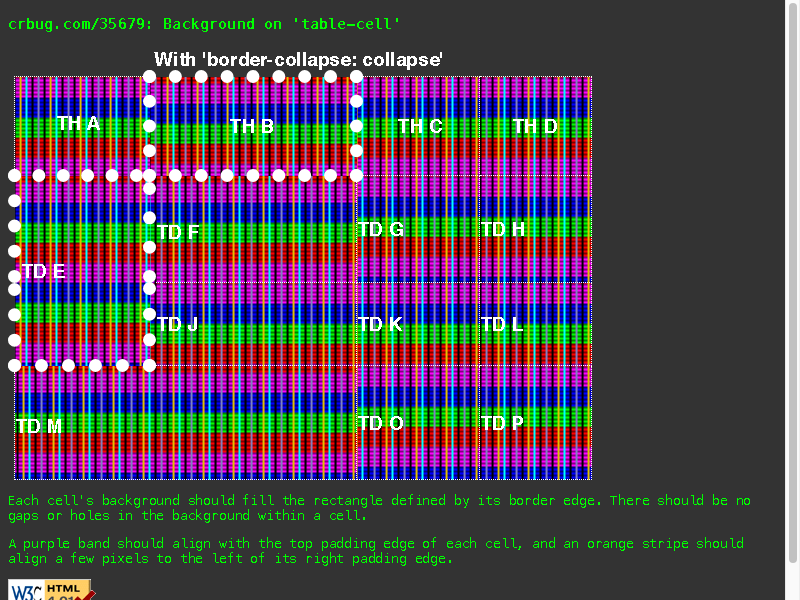 crbug.com/35679: Background on 'table-cell'
With 'border-collapse: collapse'
TH A
TH B
TH C
TH D
TD E
TD F
TD G
TD H
TD J
TD K
TD L
TD M
TD O
TD P
Each cell's background should fill the rectangle defined by its border edge. There should be no
gaps or holes in the background within a cell.
A purple band should align with the top padding edge of each cell, and an orange stripe should
align a few pixels to the left of its right padding edge.
W3C HTML